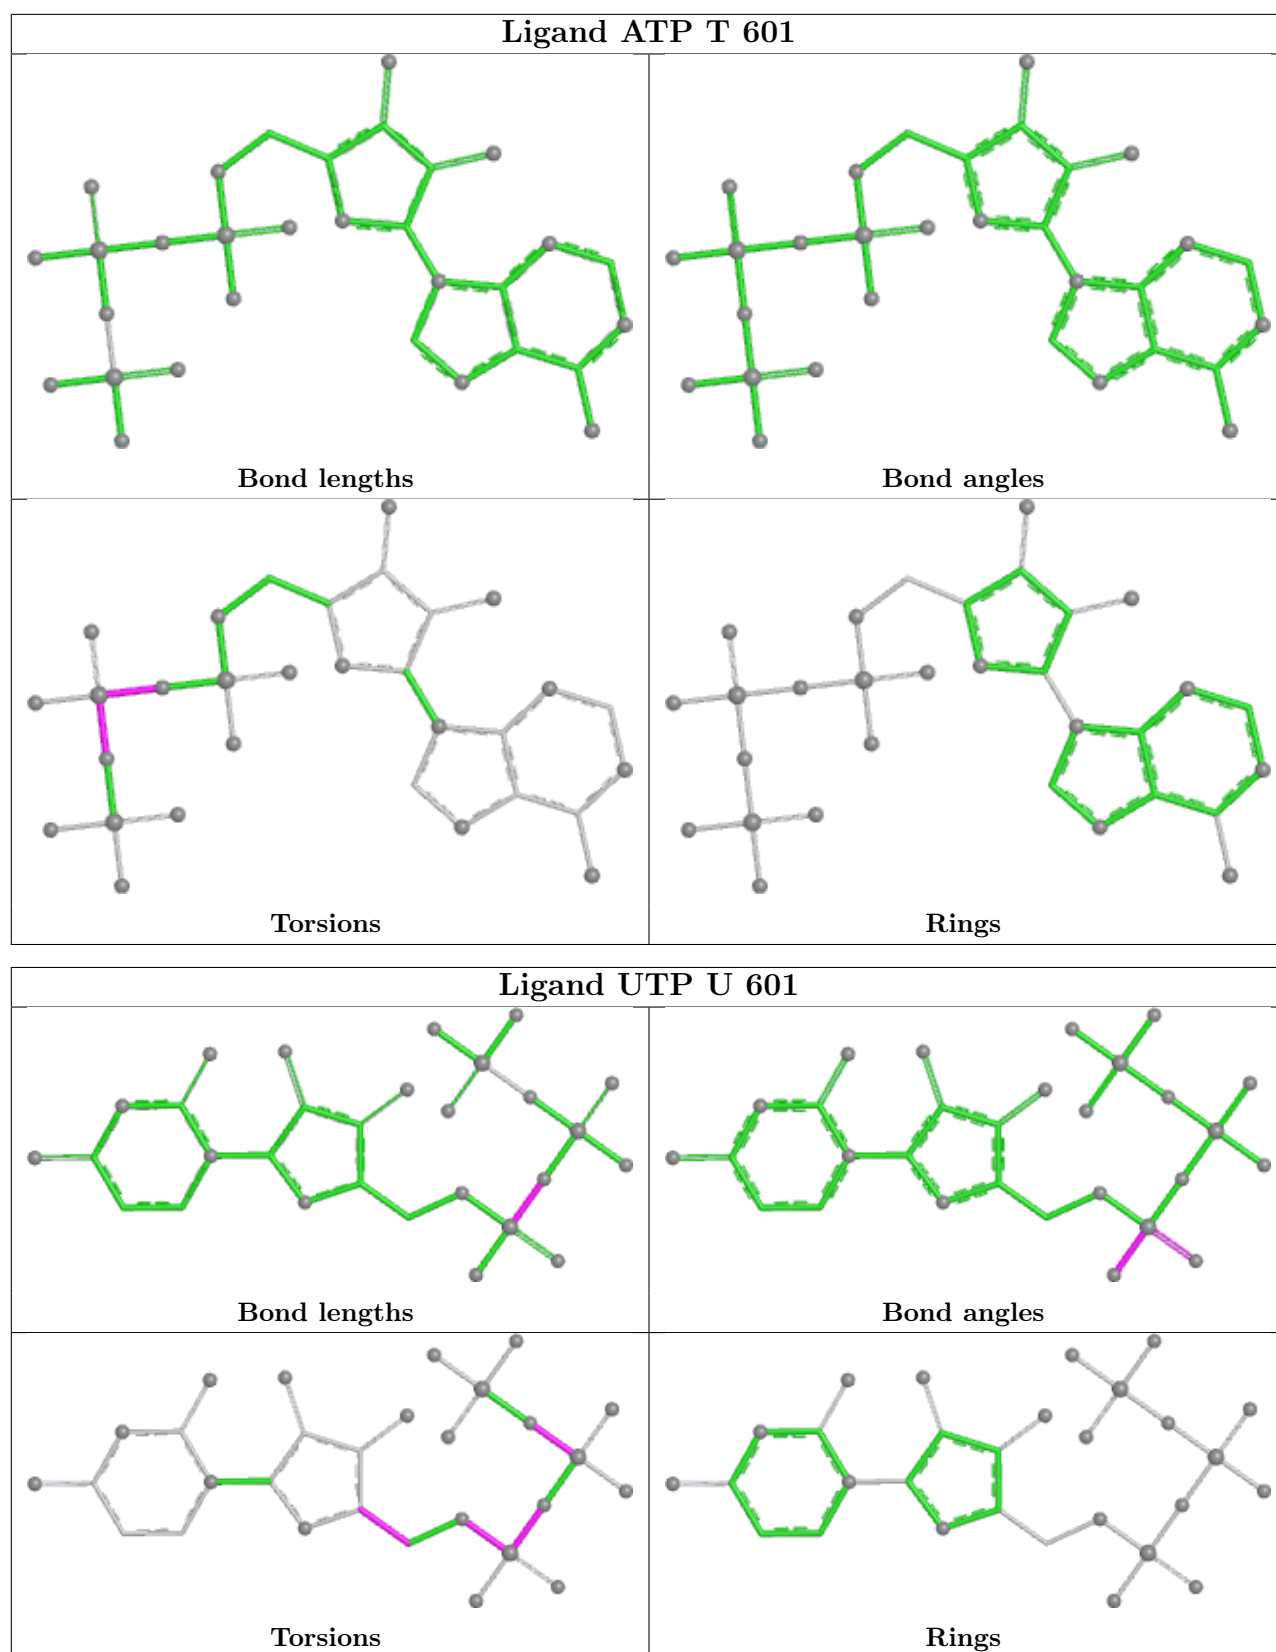 Ligand ATP T 601
Bond lengths
Bond angles
Torsions
Rings
Ligand UTP U 601
Bond lengths
Bond angles
Torsions
Rings